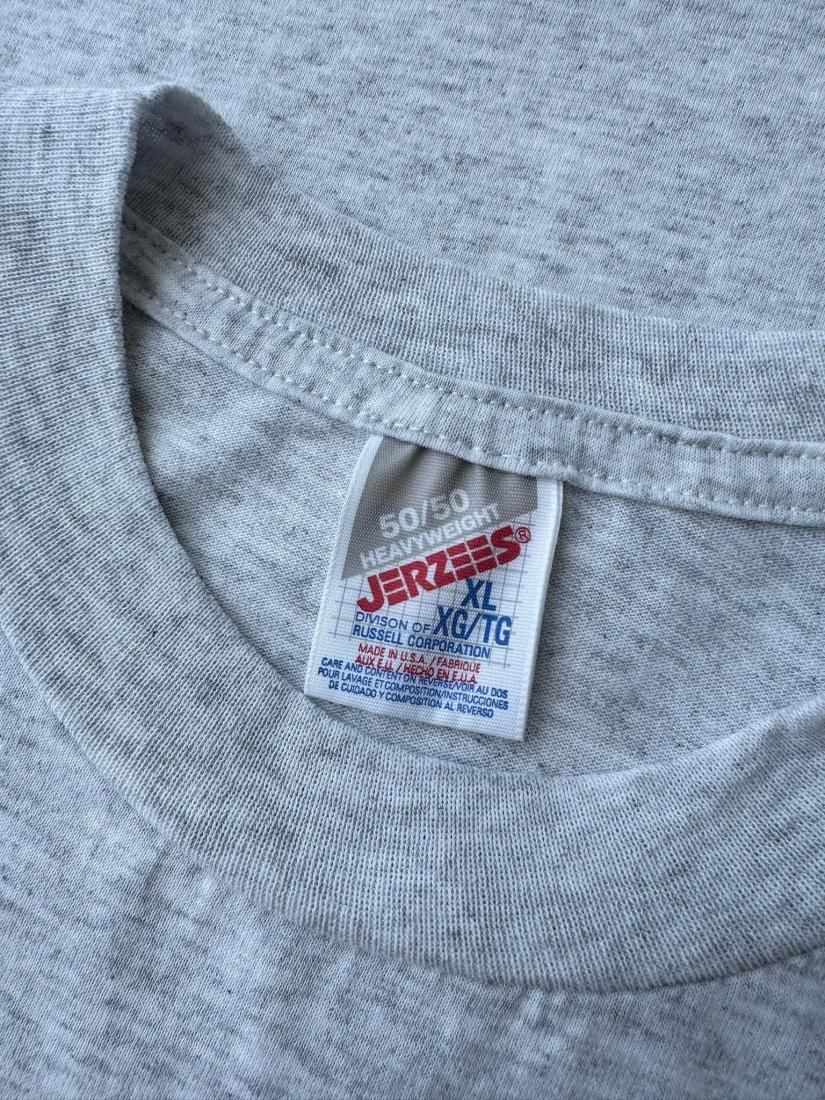 50/50
HEAVYWEIGHT
JERZEES®
XL
DIVISON OF XG/TG
RUSSELL CORPORATION
MADE IN U.S.A./FABRIQUE
AUX E.U./HECHO EN E.U.A.
CARE AND CONTENT ON REVERSE/VOIR AU DOS
POUR LAVAGE ET COMPOSITION/INSTRUCCIONES
DE CUIDADO Y COMPOSITION AL REVERSO